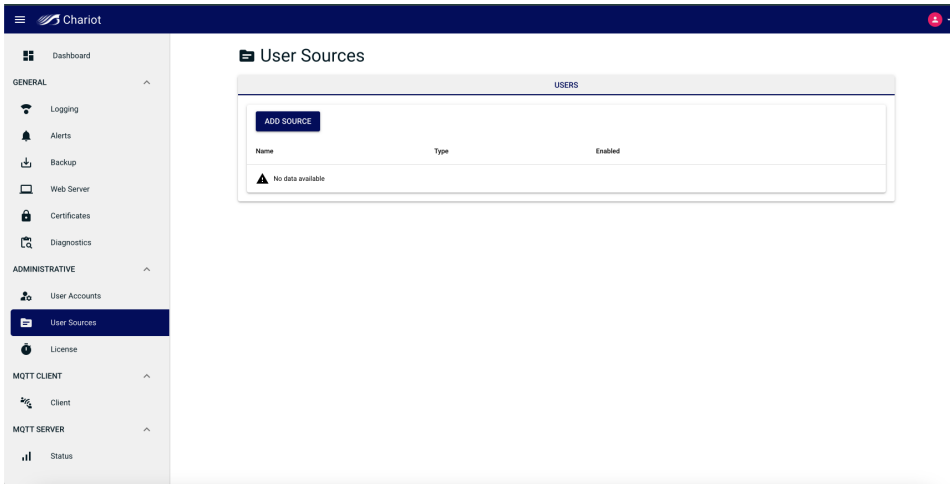 Chariot
Dashboard
GENERAL
Logging
Alerts
Backup
Web Server
Certificates
Diagnostics
ADMINISTRATIVE
User Accounts
User Sources
License
MQTT CLIENT
Client
MQTT SERVER
Status
User Sources
USERS
ADD SOURCE
Name Type Enabled
No data available